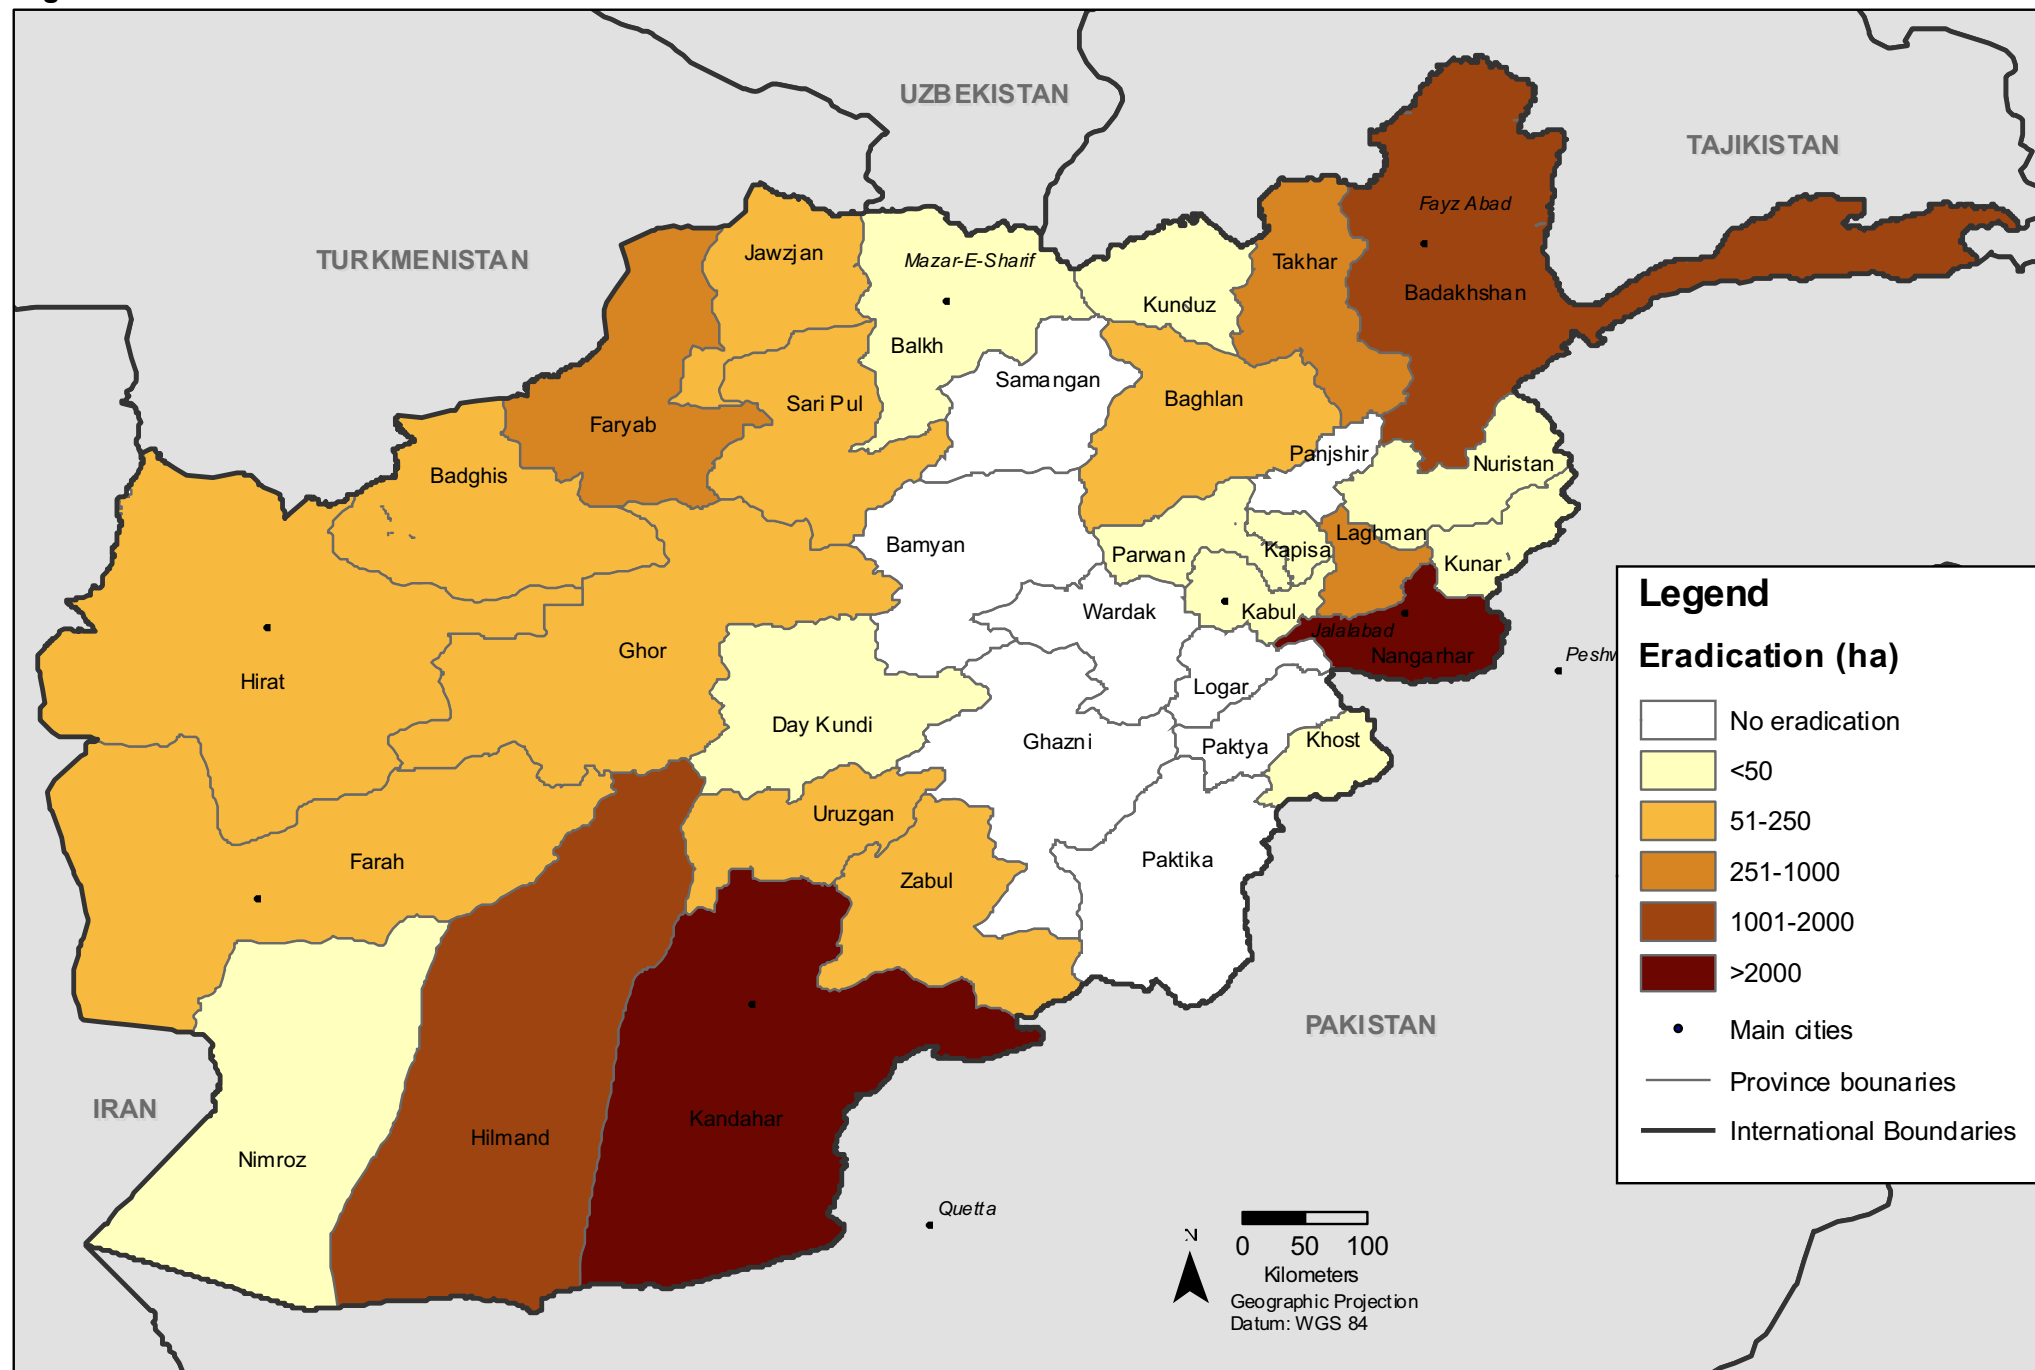 UZBEKISTAN
TAJIKISTAN
TURKMENISTAN
Fayz Abad
Jawzjan
Mazar-E-Sharif
Takhar
Badakhshan
Kunduz
Balkh
Samangan
Baghlan
Sari Pul
Faryab
Panjshir
Nuristan
Badghis
Laghman
Bamyan
Parwan
Kapisa
Kunar
Wardak
Kabul
Jalalabad
Nangarhar
Peshw
Ghor
Hirat
Logar
Day Kundi
Ghazni
Paktya
Khost
Uruzgan
Farah
Zabul
Paktika
PAKISTAN
IRAN
Kandahar
Hilmand
Nimroz
Quetta
Legend
Eradication (ha)
No eradication
<50
51-250
251-1000
1001-2000
>2000
Main cities
Province bounaries
International Boundaries
N
0 50 100
Kilometers
Geographic Projection
Datum: WGS 84